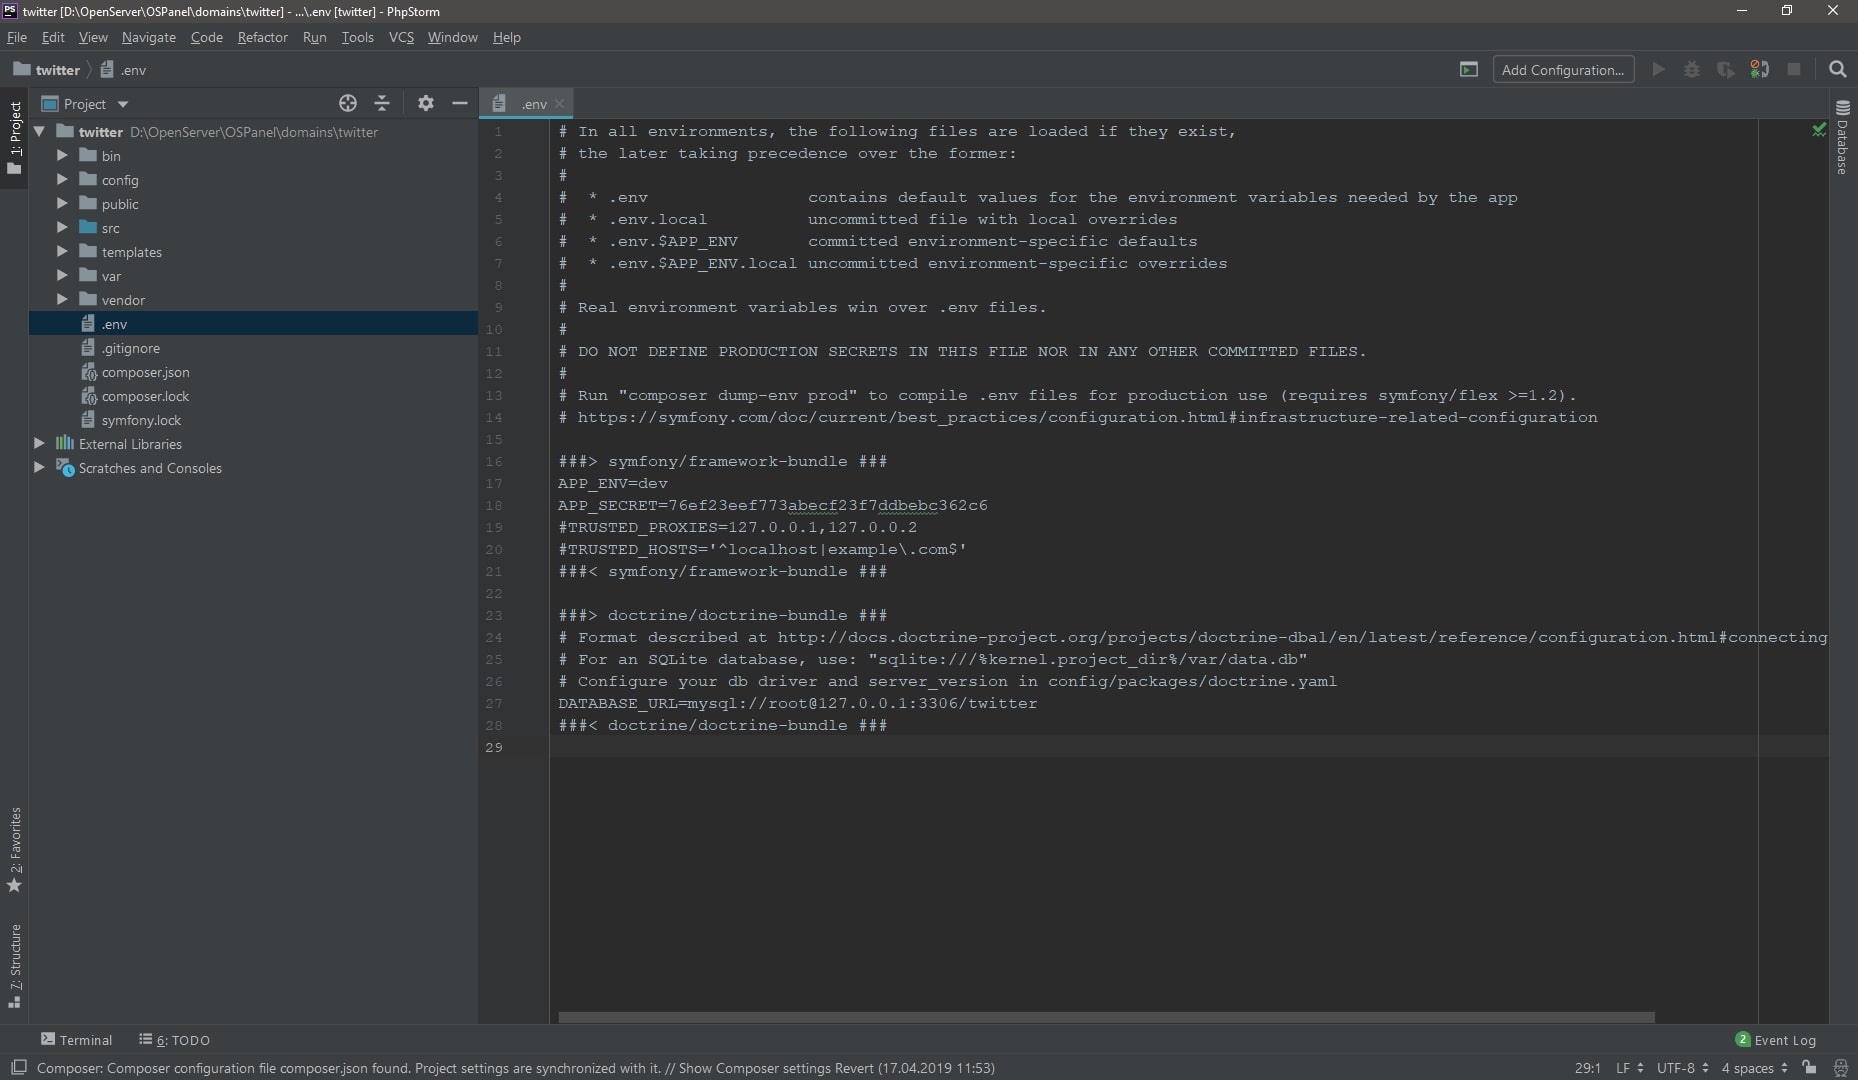 PS twitter [D:\OpenServer\OSPanel\domains\twitter] - ...\.env [twitter] - PhpStorm
File Edit View Navigate Code Refactor Run Tools VCS Window Help
twitter .env Add Configuration...
1: Project
Project
.env
twitter D:\OpenServer\OSPanel\domains\twitter
bin
config
public
src
templates
var
vendor
.env
.gitignore
composer.json
composer.lock
symfony.lock
External Libraries
Scratches and Consoles
1 # In all environments, the following files are loaded if they exist,
2 # the later taking precedence over the former:
3 #
4 #  * .env                contains default values for the environment variables needed by the app
5 #  * .env.local          uncommitted file with local overrides
6 #  * .env.$APP_ENV       committed environment-specific defaults
7 #  * .env.$APP_ENV.local uncommitted environment-specific overrides
8 #
9 # Real environment variables win over .env files.
10 #
11 # DO NOT DEFINE PRODUCTION SECRETS IN THIS FILE NOR IN ANY OTHER COMMITTED FILES.
12 #
13 # Run "composer dump-env prod" to compile .env files for production use (requires symfony/flex >=1.2).
14 # https://symfony.com/doc/current/best_practices/configuration.html#infrastructure-related-configuration
15
16 ###> symfony/framework-bundle ###
17 APP_ENV=dev
18 APP_SECRET=76ef23eef773abecf23f7ddbebc362c6
19 #TRUSTED_PROXIES=127.0.0.1,127.0.0.2
20 #TRUSTED_HOSTS='^localhost|example\.com$'
21 ###< symfony/framework-bundle ###
22
23 ###> doctrine/doctrine-bundle ###
24 # Format described at http://docs.doctrine-project.org/projects/doctrine-dbal/en/latest/reference/configuration.html#connecting
25 # For an SQLite database, use: "sqlite:///%kernel.project_dir%/var/data.db"
26 # Configure your db driver and server_version in config/packages/doctrine.yaml
27 DATABASE_URL=mysql://root@127.0.0.1:3306/twitter
28 ###< doctrine/doctrine-bundle ###
29
Database
2: Favorites
7: Structure
Terminal 6: TODO 2 Event Log
Composer: Composer configuration file composer.json found. Project settings are synchronized with it. // Show Composer settings Revert (17.04.2019 11:53) 29:1 LF UTF-8 4 spaces